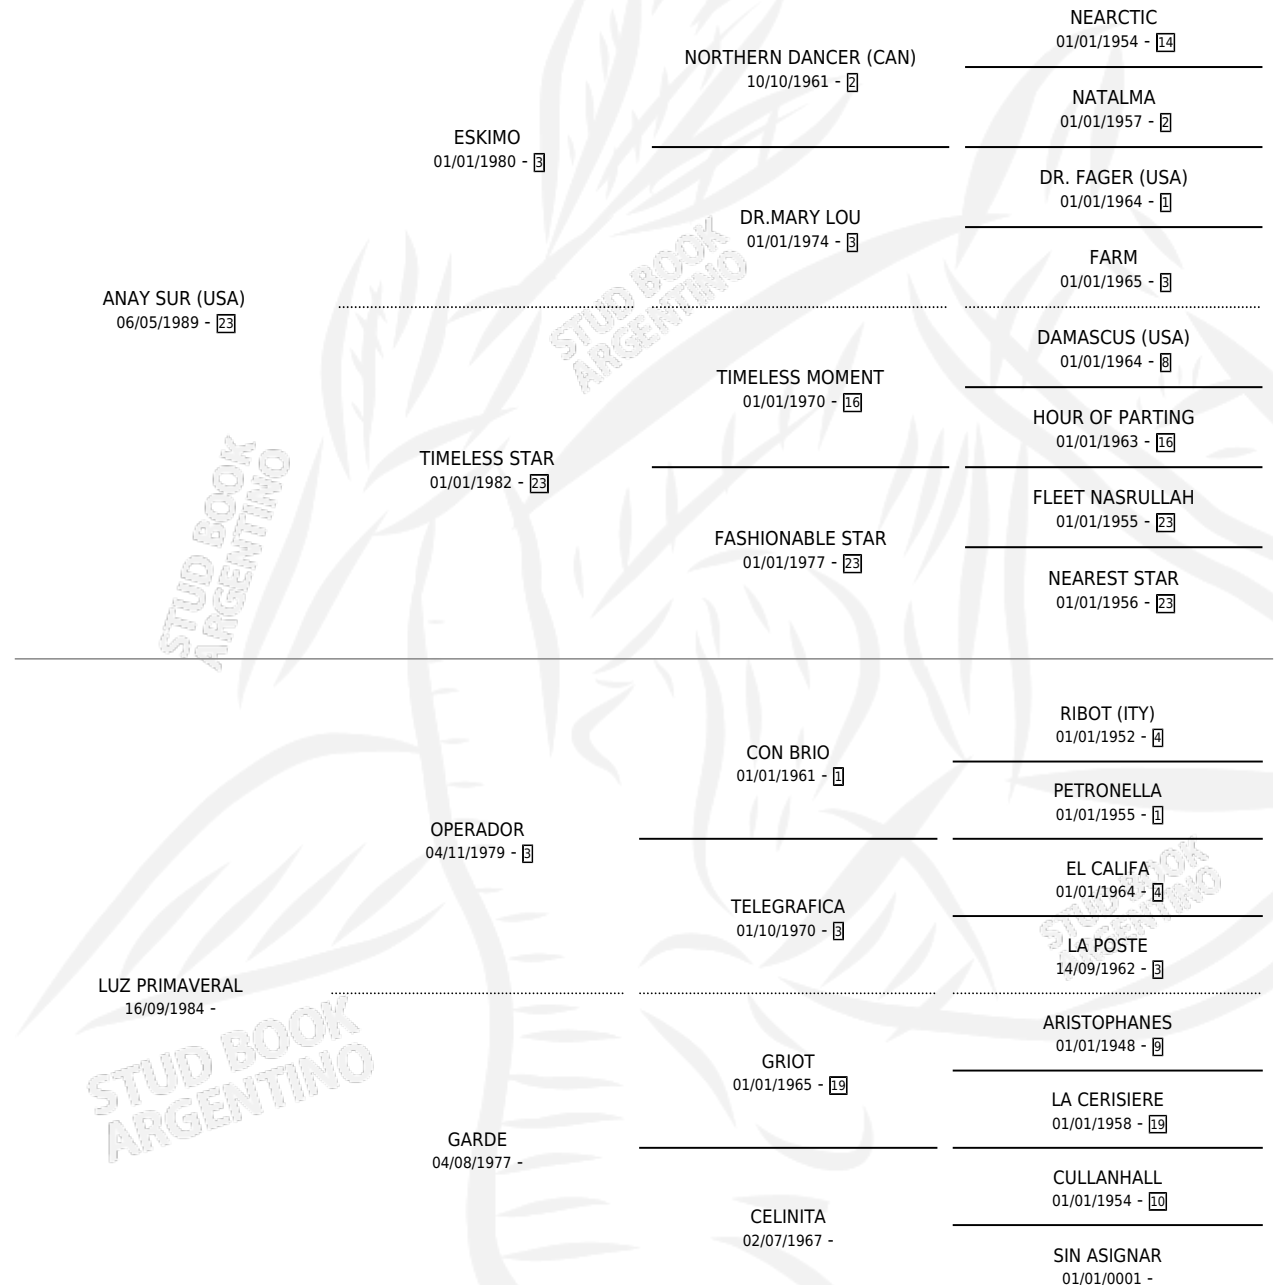 NEARCTIC
01/01/1954 - 14
NORTHERN DANCER (CAN)
10/10/1961 - 2
NATALMA
01/01/1957 - 2
ESKIMO
01/01/1980 - 3
DR. FAGER (USA)
01/01/1964 - 1
DR.MARY LOU
01/01/1974 - 3
FARM
01/01/1965 - 3
ANAY SUR (USA)
06/05/1989 - 23
STUD BOOK
ARGENTINO
DAMASCUS (USA)
01/01/1964 - 8
TIMELESS MOMENT
01/01/1970 - 16
HOUR OF PARTING
01/01/1963 - 16
TIMELESS STAR
01/01/1982 - 23
FLEET NASRULLAH
01/01/1955 - 23
FASHIONABLE STAR
01/01/1977 - 23
NEAREST STAR
01/01/1956 - 23
STUD BOOK
ARGENTINO
RIBOT (ITY)
01/01/1952 - 4
CON BRIO
01/01/1961 - 1
PETRONELLA
01/01/1955 - 1
OPERADOR
04/11/1979 - 3
EL CALIFA
01/01/1964 - 4
TELEGRAFICA
01/10/1970 - 3
STUD BOOK
ARGENTINO
LA POSTE
14/09/1962 - 3
LUZ PRIMAVERAL
16/09/1984 -
ARISTOPHANES
01/01/1948 - 9
GRIOT
01/01/1965 - 19
STUD BOOK
ARGENTINO
LA CERISIERE
01/01/1958 - 19
GARDE
04/08/1977 -
CULLANHALL
01/01/1954 - 10
CELINITA
02/07/1967 -
SIN ASIGNAR
01/01/0001 -